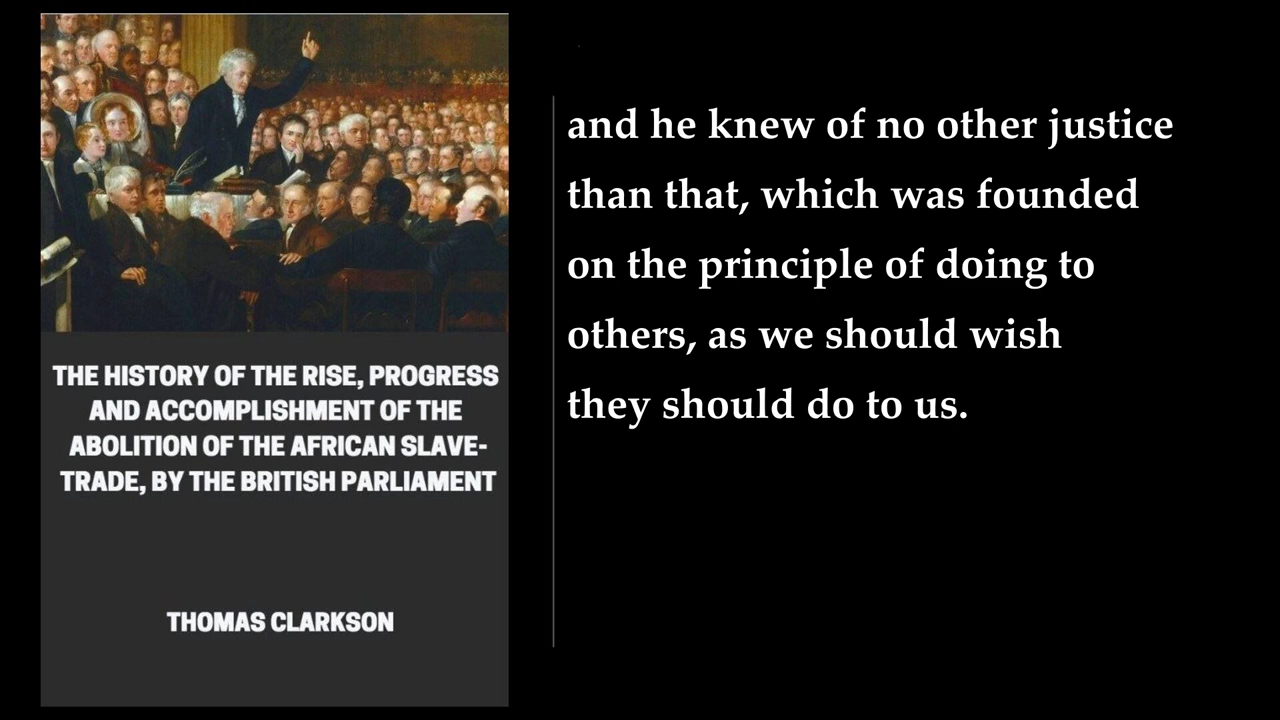 THE HISTORY OF THE RISE, PROGRESS
AND ACCOMPLISHMENT OF THE
ABOLITION OF THE AFRICAN SLAVE-
TRADE, BY THE BRITISH PARLIAMENT
THOMAS CLARKSON
and he knew of no other justice
than that, which was founded
on the principle of doing to
others, as we should wish
they should do to us.